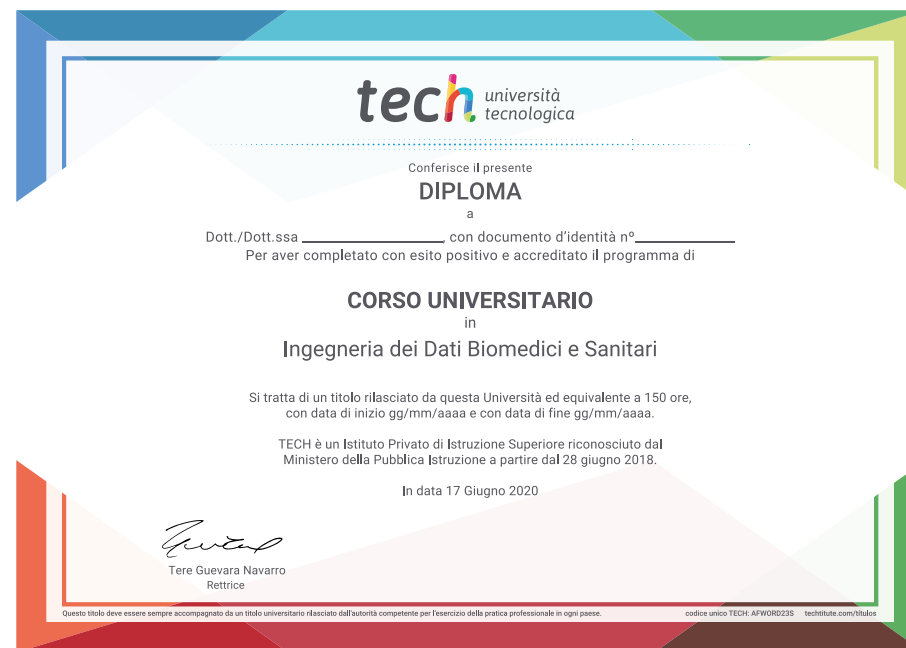 tech università
tecnologica
Conferisce il presente
DIPLOMA
a
Dott./Dott.ssa ____________________, con documento d'identità nº______________
Per aver completato con esito positivo e accreditato il programma di
CORSO UNIVERSITARIO
in
Ingegneria dei Dati Biomedici e Sanitari
Si tratta di un titolo rilasciato da questa Università ed equivalente a 150 ore,
con data di inizio gg/mm/aaaa e con data di fine gg/mm/aaaa.
TECH è un Istituto Privato di Istruzione Superiore riconosciuto dal
Ministero della Pubblica Istruzione a partire dal 28 giugno 2018.
In data 17 Giugno 2020
Tere Guevara Navarro
Rettrice
Questo titolo deve essere sempre accompagnato da un titolo universitario rilasciato dall'autorità competente per l'esercizio della pratica professionale in ogni paese. codice unico TECH: AFWORD23S techtitute.com/titulos